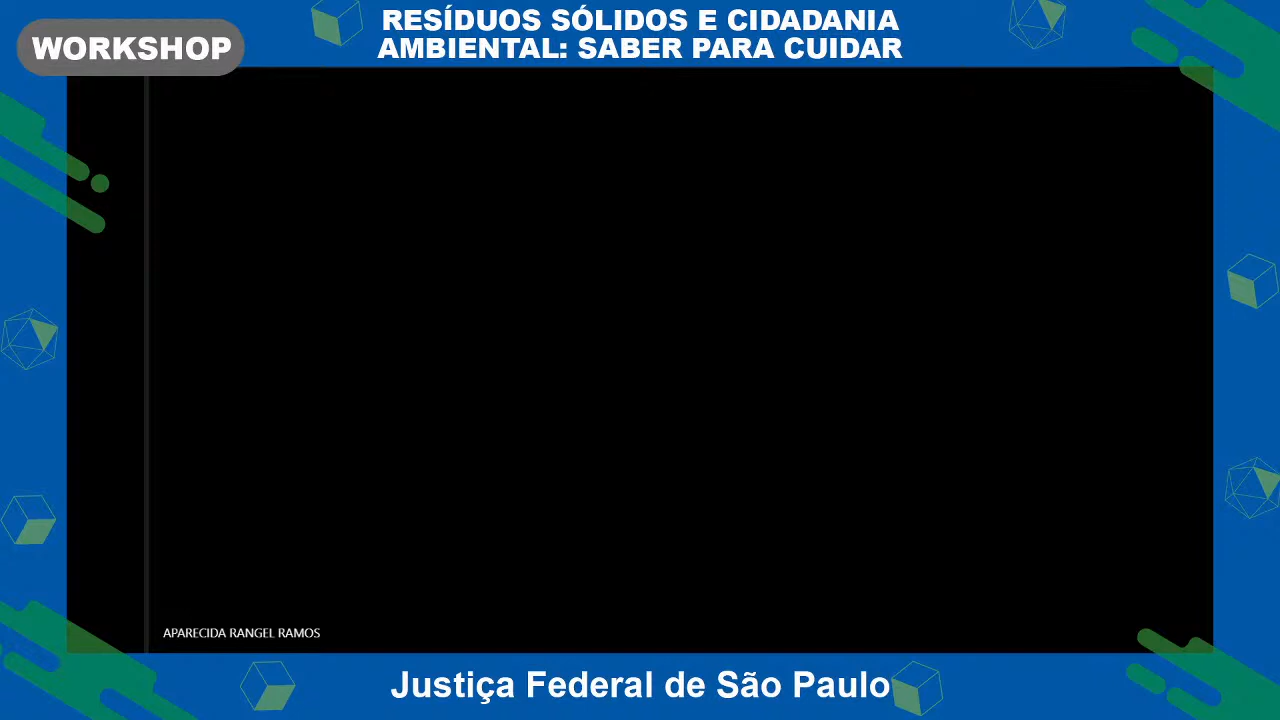 WORKSHOP
RESÍDUOS SÓLIDOS E CIDADANIA
AMBIENTAL: SABER PARA CUIDAR
APARECIDA RANGEL RAMOS
Justiça Federal de São Paulo